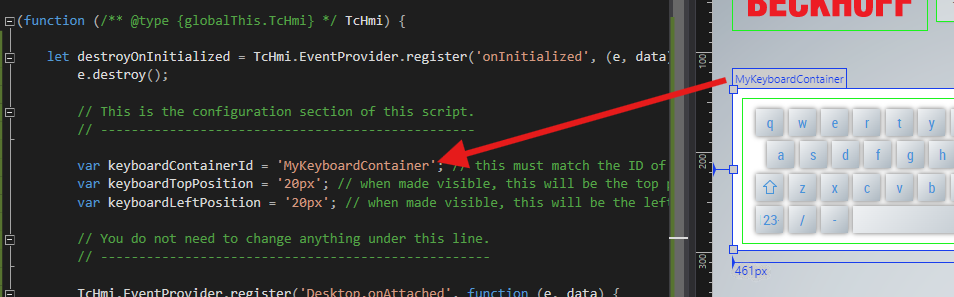 (function (/** @type {globalThis.TcHmi} */ TcHmi) {
let destroyOnInitialized = TcHmi.EventProvider.register('onInitialized', (e, data)
e.destroy();
// This is the configuration section of this script.
// --------------------------------------------------
var keyboardContainerId = 'MyKeyboardContainer'; // this must match the ID of
var keyboardTopPosition = '20px'; // when made visible, this will be the top
var keyboardLeftPosition = '20px'; // when made visible, this will be the left
// You do not need to change anything under this line.
// --------------------------------------------------
TcHmi.EventProvider.register('Desktop.onAttached', function (e, data) {
BECKHOFF
100
200
300
MyKeyboardContainer
q w e r t y
a s d f g h
z x c v b
23 / -
461px